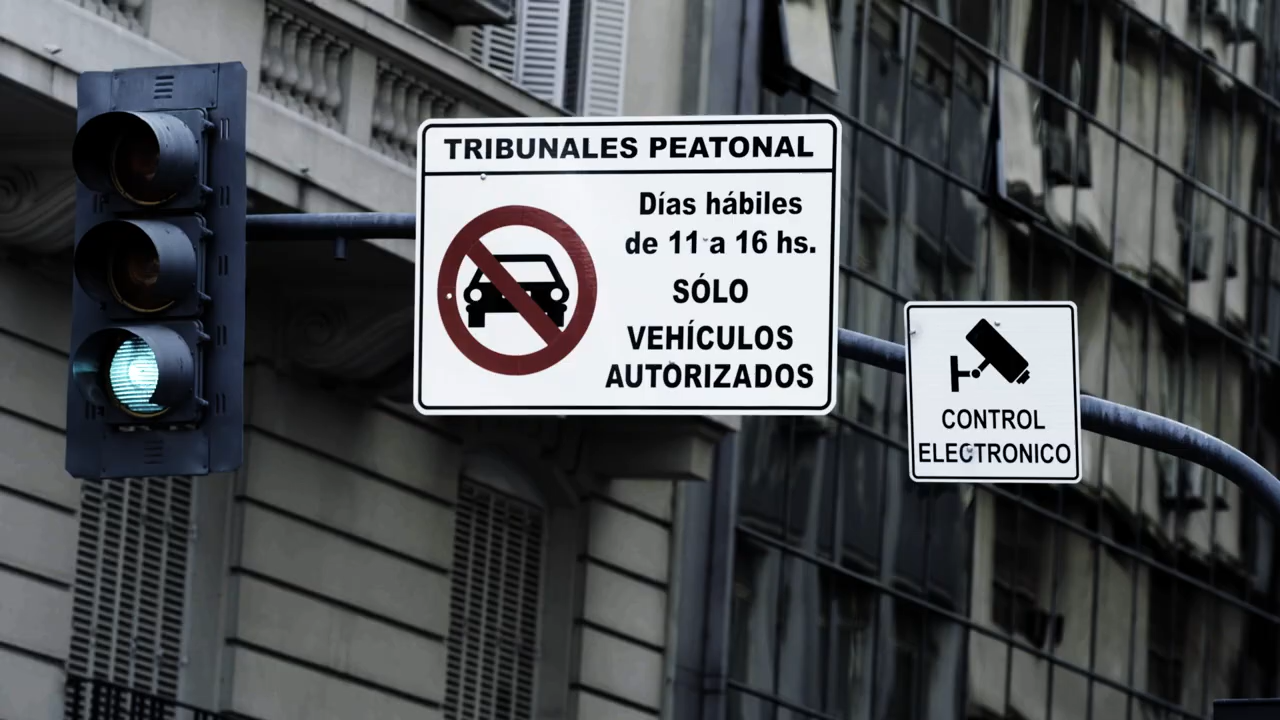 TRIBUNALES PEATONAL
Días hábiles
de 11 a 16 hs.
SÓLO
VEHÍCULOS
AUTORIZADOS
CONTROL
ELECTRONICO